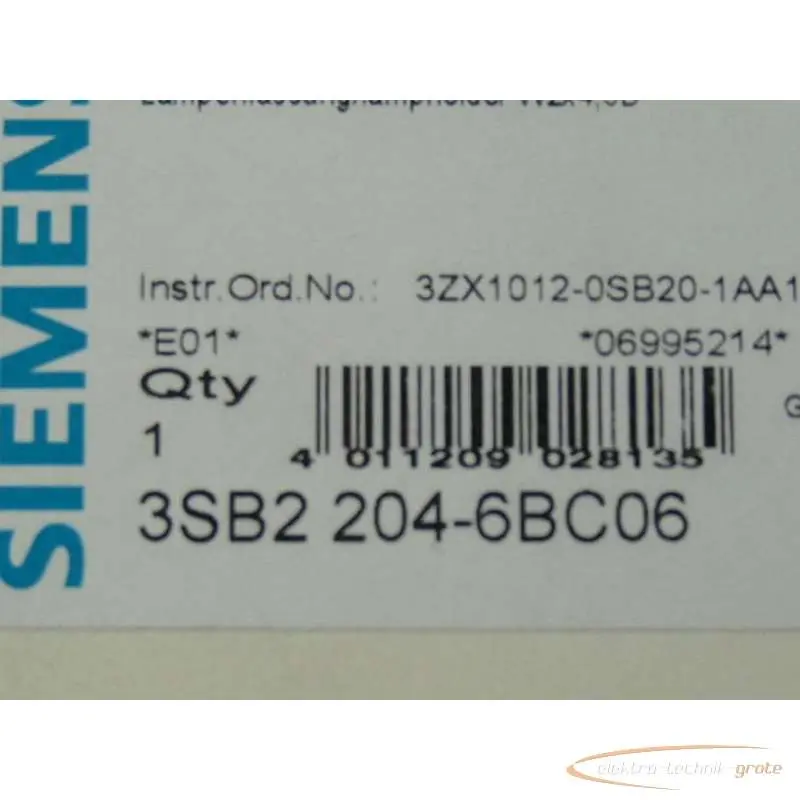 SIEMENS
Instr.Ord.No.: 3ZX1012-0SB20-1AA1
*E01* *06995214*
Qty
1
G
4 011209 028135
3SB2 204-6BC06
elektro-technik-grote